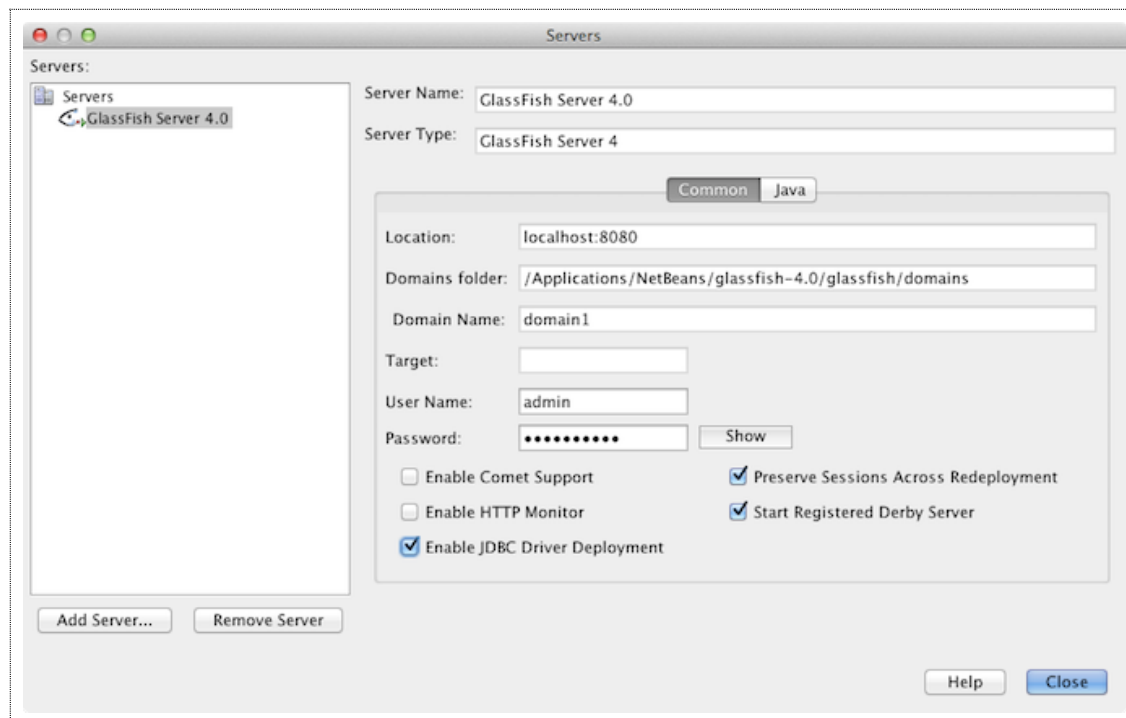 Servers
Servers:
Servers
GlassFish Server 4.0
Server Name: GlassFish Server 4.0
Server Type: GlassFish Server 4
Common Java
Location: localhost:8080
Domains folder: /Applications/NetBeans/glassfish-4.0/glassfish/domains
Domain Name: domain1
Target:
User Name: admin
Password: •••••••••• Show
Enable Comet Support Preserve Sessions Across Redeployment
Enable HTTP Monitor Start Registered Derby Server
Enable JDBC Driver Deployment
Add Server... Remove Server
Help Close